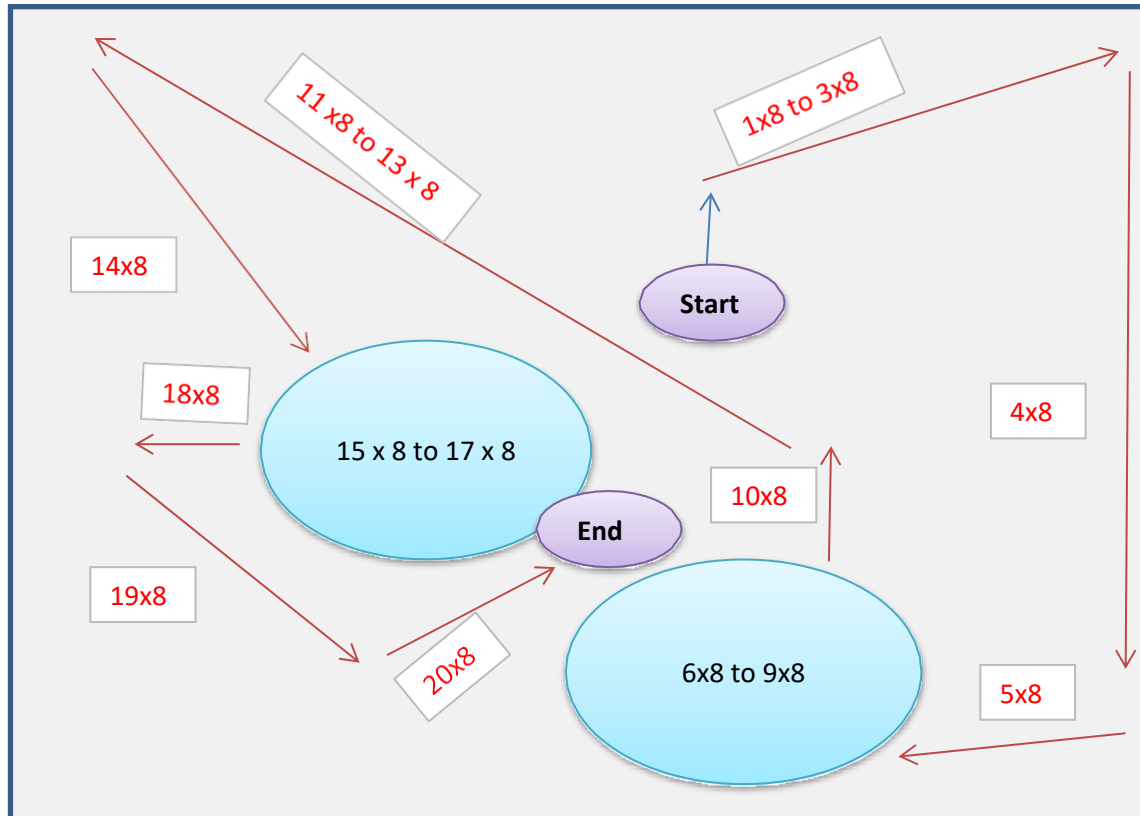 11 x8 to 13 x 8
1x8 to 3x8
14x8
Start
18x8
4x8
15 x 8 to 17 x 8
10x8
End
19x8
20x8
6x8 to 9x8
5x8